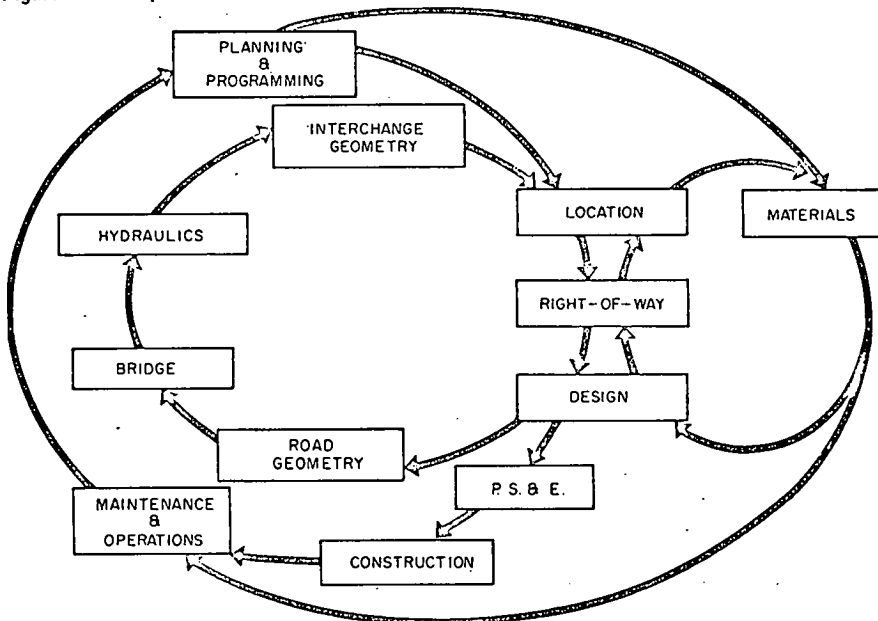 PLANNING
&
PROGRAMMING
INTERCHANGE
GEOMETRY
LOCATION
MATERIALS
HYDRAULICS
RIGHT-OF-WAY
BRIDGE
DESIGN
ROAD
GEOMETRY
P. S. & E.
MAINTENANCE
&
OPERATIONS
CONSTRUCTION